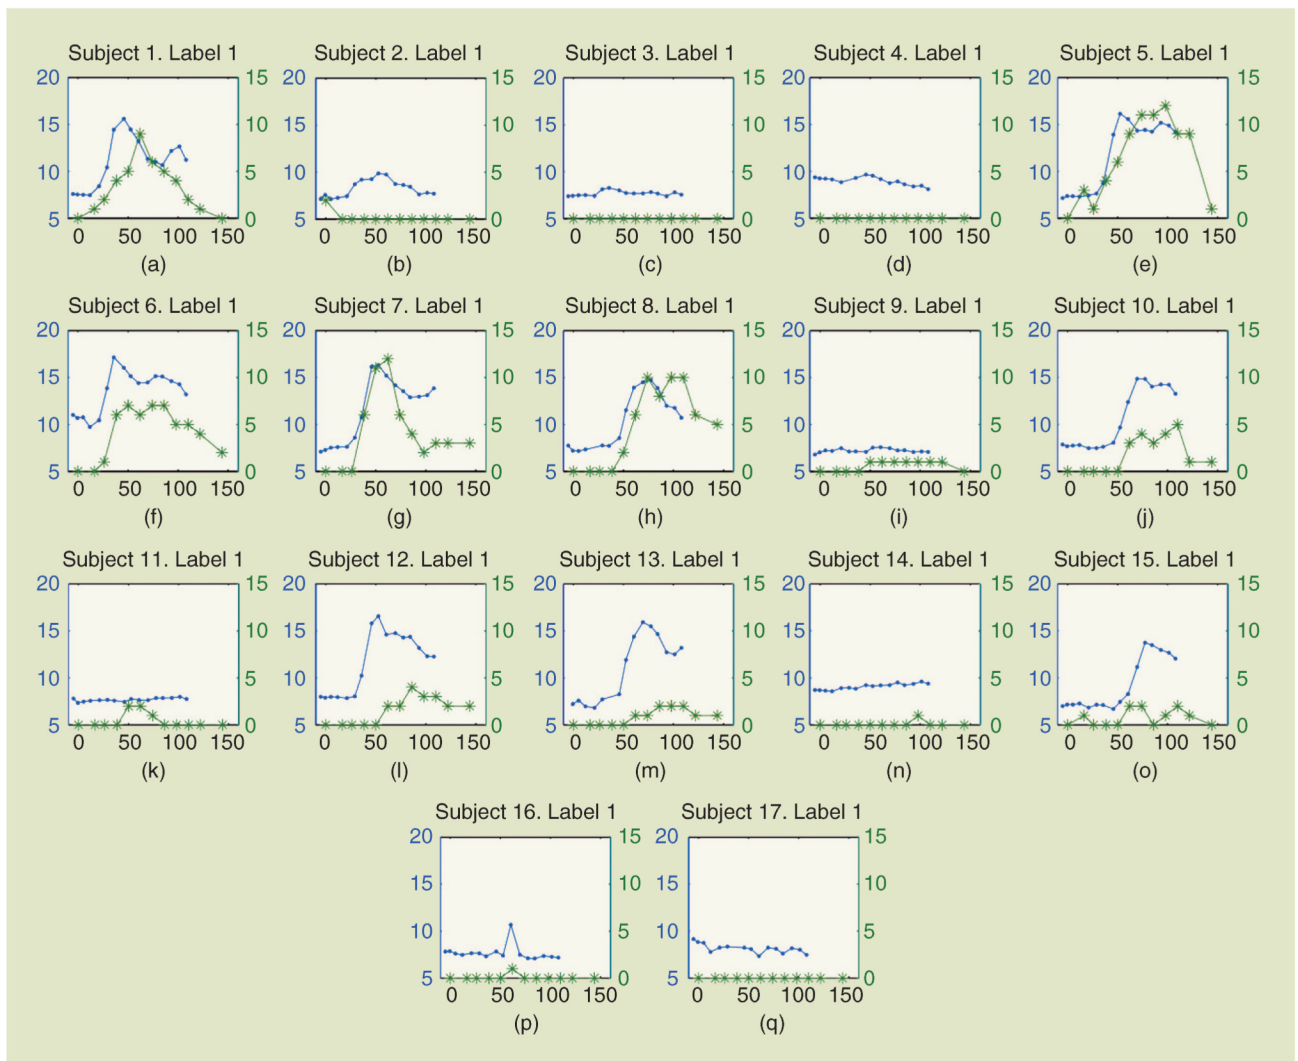 Subject 1. Label 1 Subject 2. Label 1 Subject 3. Label 1 Subject 4. Label 1 Subject 5. Label 1
20 15 20 15 20 15 20 15 20 15
15 10 15 10 15 10 15 10 15 10
10 5 10 5 10 5 10 5 10 5
5 0 5 0 5 0 5 0 5 0
0 50 100 150 0 50 100 150 0 50 100 150 0 50 100 150 0 50 100 150
(a) (b) (c) (d) (e)
Subject 6. Label 1 Subject 7. Label 1 Subject 8. Label 1 Subject 9. Label 1 Subject 10. Label 1
20 15 20 15 20 15 20 15 20 15
15 10 15 10 15 10 15 10 15 10
10 5 10 5 10 5 10 5 10 5
5 0 5 0 5 0 5 0 5 0
0 50 100 150 0 50 100 150 0 50 100 150 0 50 100 150 0 50 100 150
(f) (g) (h) (i) (j)
Subject 11. Label 1 Subject 12. Label 1 Subject 13. Label 1 Subject 14. Label 1 Subject 15. Label 1
20 15 20 15 20 15 20 15 20 15
15 10 15 10 15 10 15 10 15 10
10 5 10 5 10 5 10 5 10 5
5 0 5 0 5 0 5 0 5 0
0 50 100 150 0 50 100 150 0 50 100 150 0 50 100 150 0 50 100 150
(k) (l) (m) (n) (o)
Subject 16. Label 1 Subject 17. Label 1
20 15 20 15
15 10 15 10
10 5 10 5
5 0 5 0
0 50 100 150 0 50 100 150
(p) (q)